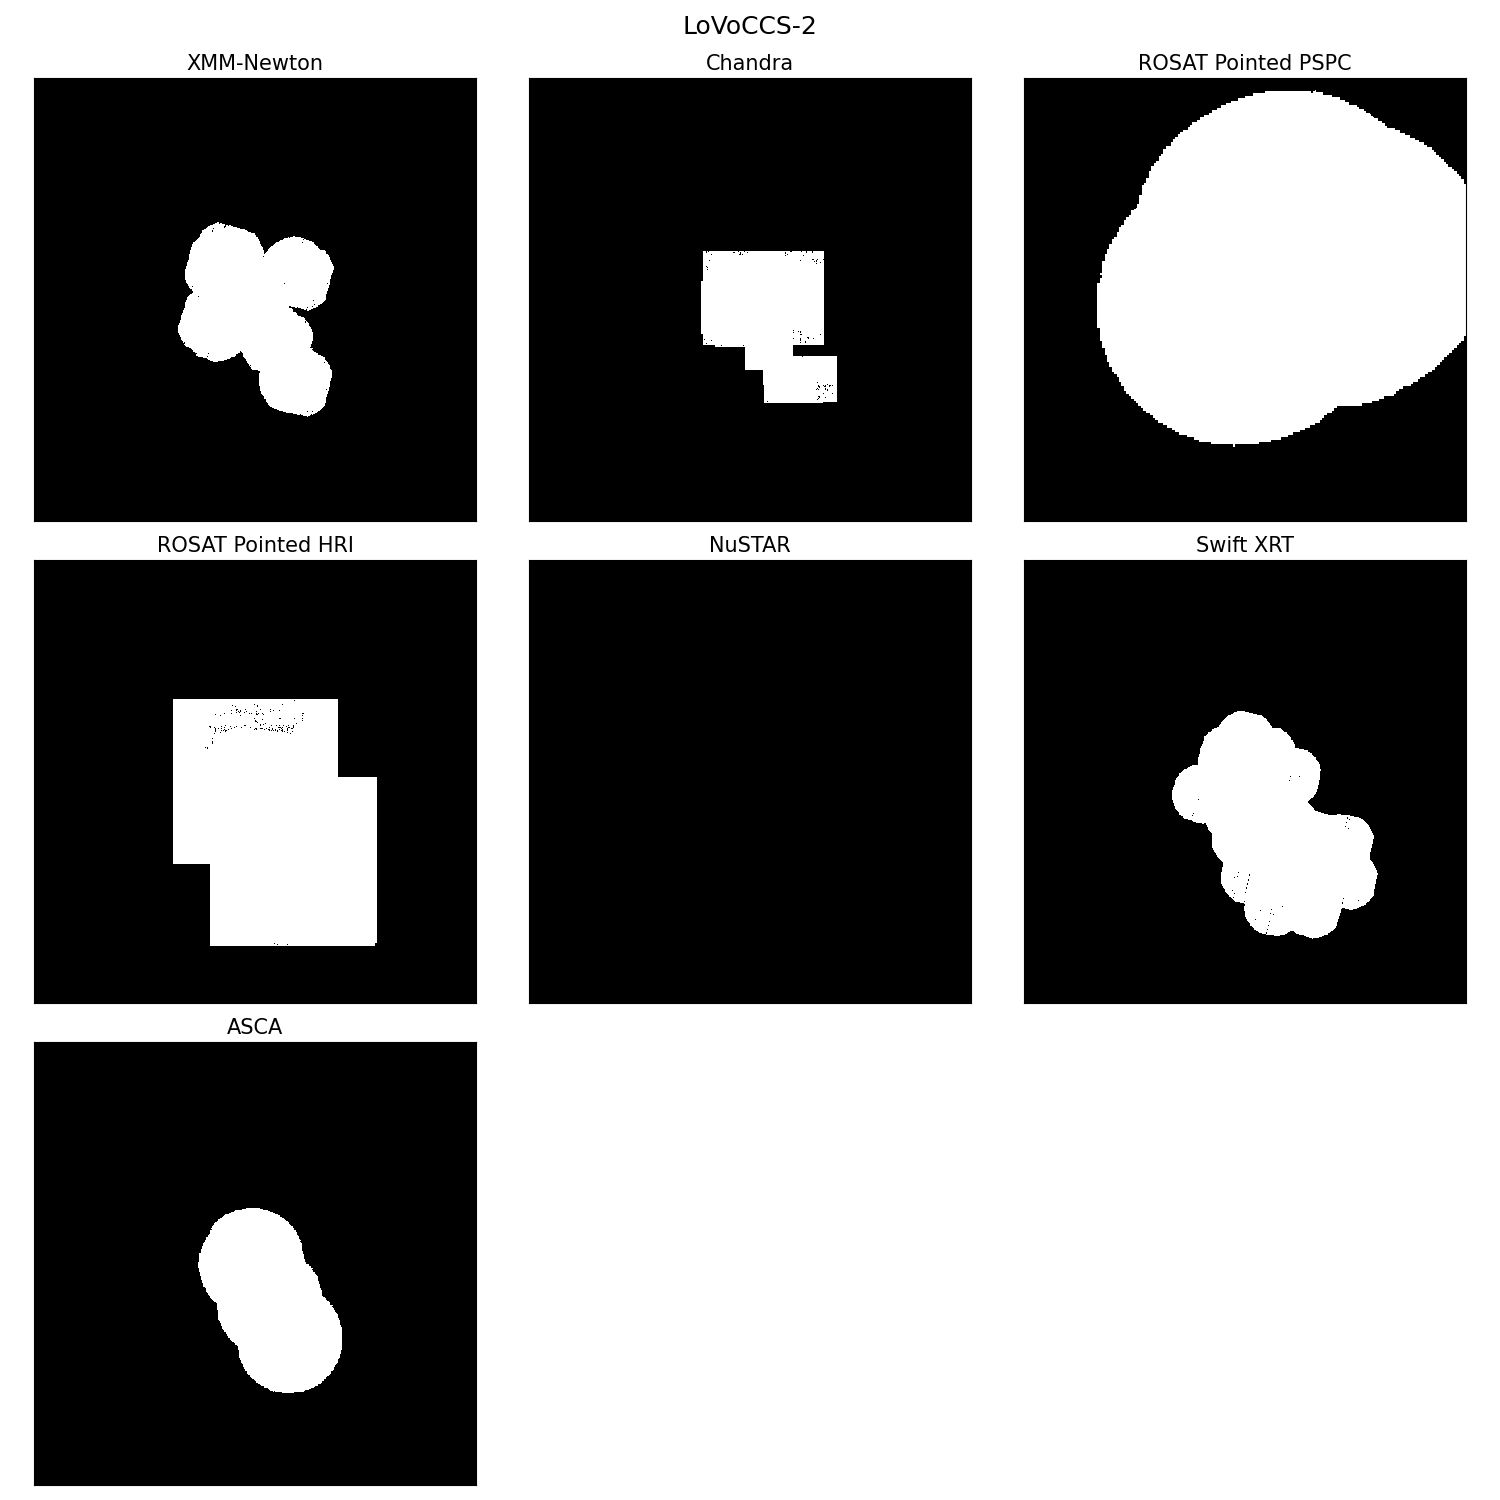 LoVoCCS-2
XMM-Newton
Chandra
ROSAT Pointed PSPC
ROSAT Pointed HRI
NuSTAR
Swift XRT
ASCA